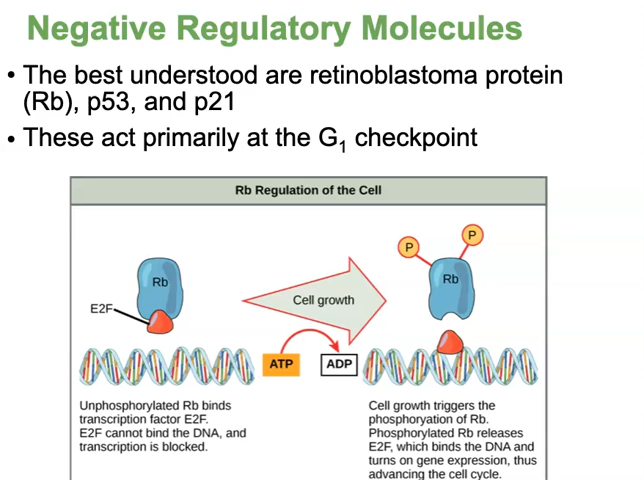 Negative Regulatory Molecules
• The best understood are retinoblastoma protein
(Rb), p53, and p21
• These act primarily at the G₁ checkpoint
Rb Regulation of the Cell
Rb
E2F
Cell growth
ATP
ADP
P
P
Rb
Unphosphorylated Rb binds
transcription factor E2F.
E2F cannot bind the DNA, and
transcription is blocked.
Cell growth triggers the
phosphoryation of Rb.
Phosphorylated Rb releases
E2F, which binds the DNA and
turns on gene expression, thus
advancing the cell cycle.